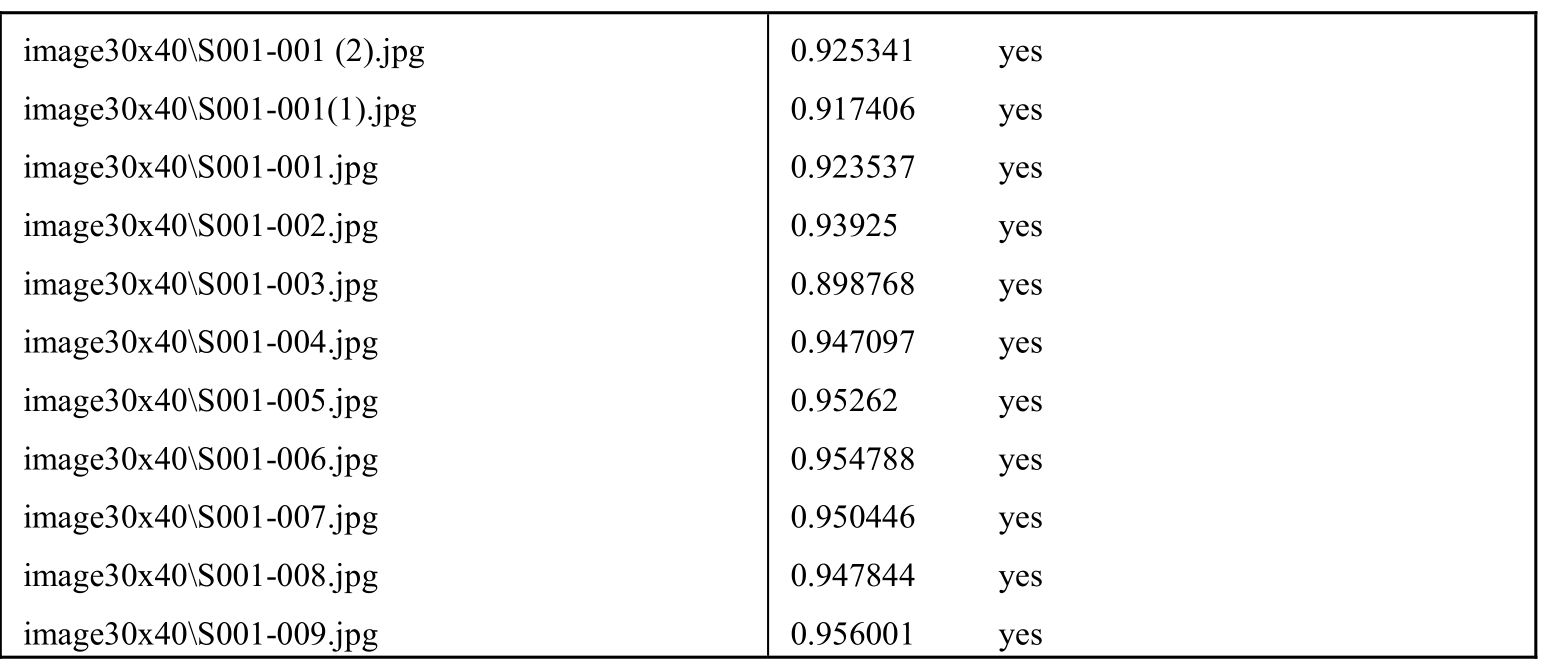 image30x40\S001-001 (2).jpg 0.925341 yes
image30x40\S001-001(1).jpg 0.917406 yes
image30x40\S001-001.jpg 0.923537 yes
image30x40\S001-002.jpg 0.93925 yes
image30x40\S001-003.jpg 0.898768 yes
image30x40\S001-004.jpg 0.947097 yes
image30x40\S001-005.jpg 0.95262 yes
image30x40\S001-006.jpg 0.954788 yes
image30x40\S001-007.jpg 0.950446 yes
image30x40\S001-008.jpg 0.947844 yes
image30x40\S001-009.jpg 0.956001 yes